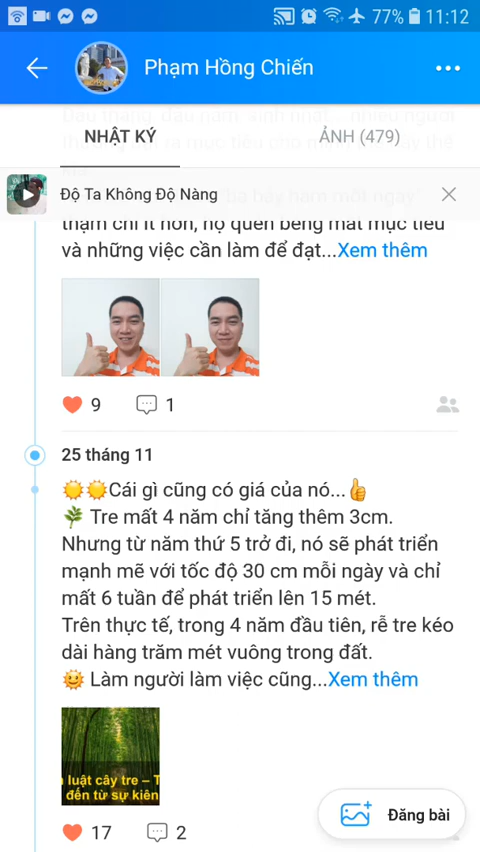 77% 11:12
Phạm Hồng Chiến
NHẬT KÝ
ẢNH (479)
Độ Ta Không Độ Nàng
thậm chí ít hơn, họ quên béng mất mục tiêu
và những việc cần làm để đạt...Xem thêm
9
1
25 tháng 11
Cái gì cũng có giá của nó...
Tre mất 4 năm chỉ tăng thêm 3cm.
Nhưng từ năm thứ 5 trở đi, nó sẽ phát triển
mạnh mẽ với tốc độ 30 cm mỗi ngày và chỉ
mất 6 tuần để phát triển lên 15 mét.
Trên thực tế, trong 4 năm đầu tiên, rễ tre kéo
dài hàng trăm mét vuông trong đất.
Làm người làm việc cũng...Xem thêm
luật cây tre – T
đến từ sự kiên
Đăng bài
17
2